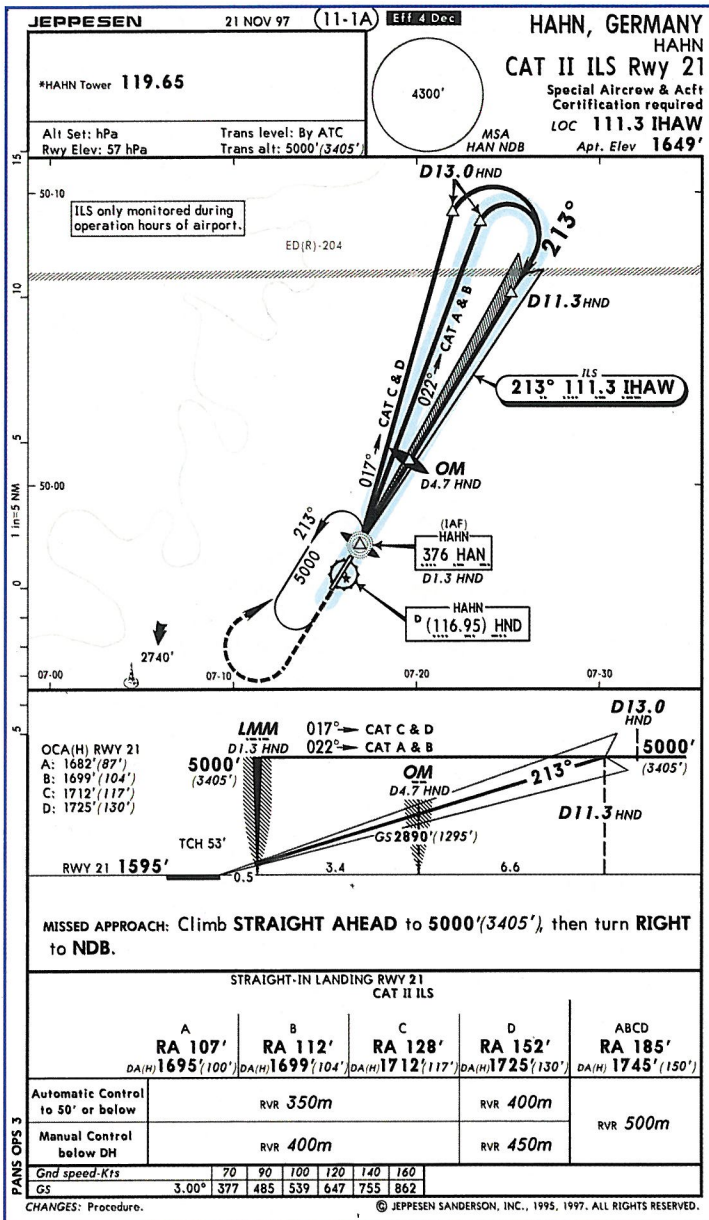 JEPPESEN 21 NOV 97 (11-1A) Eff 4 Dec
HAHN, GERMANY
HAHN
CAT II ILS Rwy 21
Special Aircrew & Acft
Certification required
LOC 111.3 IHAW
Apt. Elev 1649'
*HAHN Tower 119.65
Alt Set: hPa Trans level: By ATC
Rwy Elev: 57 hPa Trans alt: 5000'(3405')
4300'
MSA
HAN NDB
15
50-10
ILS only monitored during
operation hours of airport.
ED(R)-204
D13.0 HND
213°
10
D11.3 HND
ILS
213° 111.3 IHAW
017° CAT C & D
022° CAT A & B
5
50-00
OM
D4.7 HND
1 in = 5 NM
213°
5000
(IAF)
HAHN
376 HAN
D1.3 HND
0
HAHN
D (116.95) HND
2740'
07-00 07-10 07-20 07-30
5
OCA(H) RWY 21
A: 1682'(87')
B: 1699'(104')
C: 1712'(117')
D: 1725'(130')
LMM
D1.3 HND
017° CAT C & D
022° CAT A & B
D13.0
HND
5000'
(3405')
5000'
(3405')
OM
D4.7 HND
213°
D11.3 HND
GS 2890'(1295')
TCH 53'
RWY 21 1595'
0.5 3.4 6.6
MISSED APPROACH: Climb STRAIGHT AHEAD to 5000'(3405'), then turn RIGHT
to NDB.
STRAIGHT-IN LANDING RWY 21
CAT II ILS
A B C D ABCD
RA 107' RA 112' RA 128' RA 152' RA 185'
DA(H) 1695'(100') DA(H) 1699'(104') DA(H) 1712'(117') DA(H) 1725'(130') DA(H) 1745'(150')
Automatic Control
to 50' or below
RVR 350m RVR 400m
RVR 500m
Manual Control
below DH
RVR 400m RVR 450m
PANS OPS 3
Gnd speed-Kts 70 90 100 120 140 160
GS 3.00° 377 485 539 647 755 862
CHANGES: Procedure. © JEPPESEN SANDERSON, INC., 1995, 1997. ALL RIGHTS RESERVED.